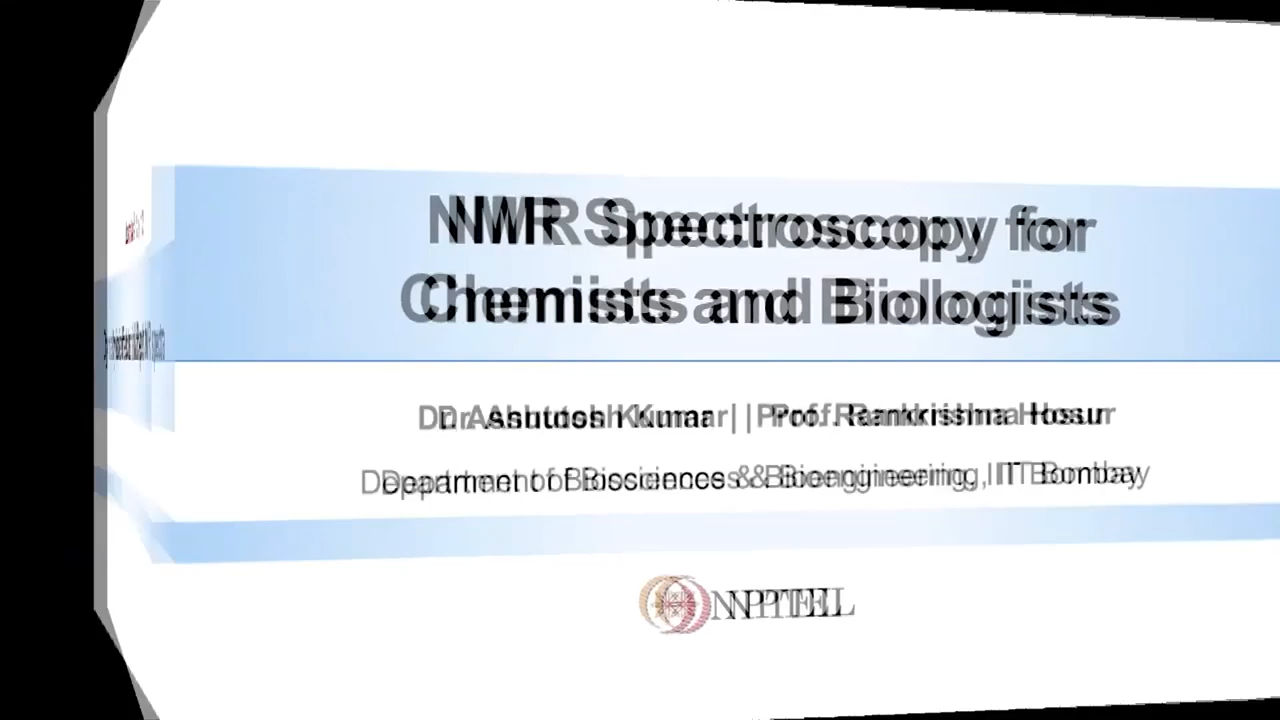 NMR Spectroscopy for
Chemists and Biologists
Dr. Ashutosh Kumar | Prof. Ramkrishna Hosur
Department of Biosciences & Bioengineering, IIT Bombay
NPTEL